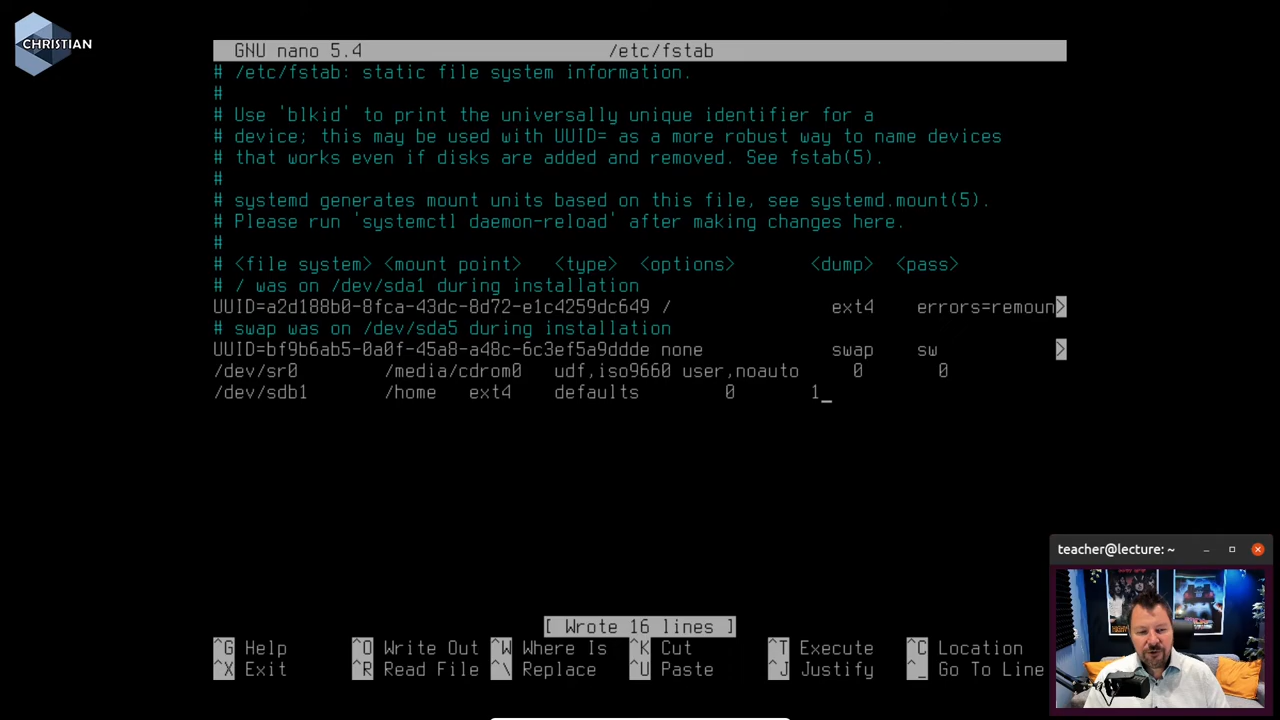 CHRISTIAN
GNU nano 5.4 /etc/fstab
# /etc/fstab: static file system information.
#
# Use 'blkid' to print the universally unique identifier for a
# device; this may be used with UUID= as a more robust way to name devices
# that works even if disks are added and removed. See fstab(5).
#
# systemd generates mount units based on this file, see systemd.mount(5).
# Please run 'systemctl daemon-reload' after making changes here.
#
# <file system> <mount point> <type> <options> <dump> <pass>
# / was on /dev/sda1 during installation
UUID=a2d188b0-8fca-43dc-8d72-e1c4259dc649 / ext4 errors=remoun>
# swap was on /dev/sda5 during installation
UUID=bf9b6ab5-0a0f-45a8-a48c-6c3ef5a9ddde none swap sw >
/dev/sr0 /media/cdrom0 udf,iso9660 user,noauto 0 0
/dev/sdb1 /home ext4 defaults 0 1_
teacher@lecture: ~
[ Wrote 16 lines ]
^G Help ^O Write Out ^W Where Is ^K Cut ^T Execute ^C Location
^X Exit ^R Read File ^\ Replace ^U Paste ^J Justify ^_ Go To Line